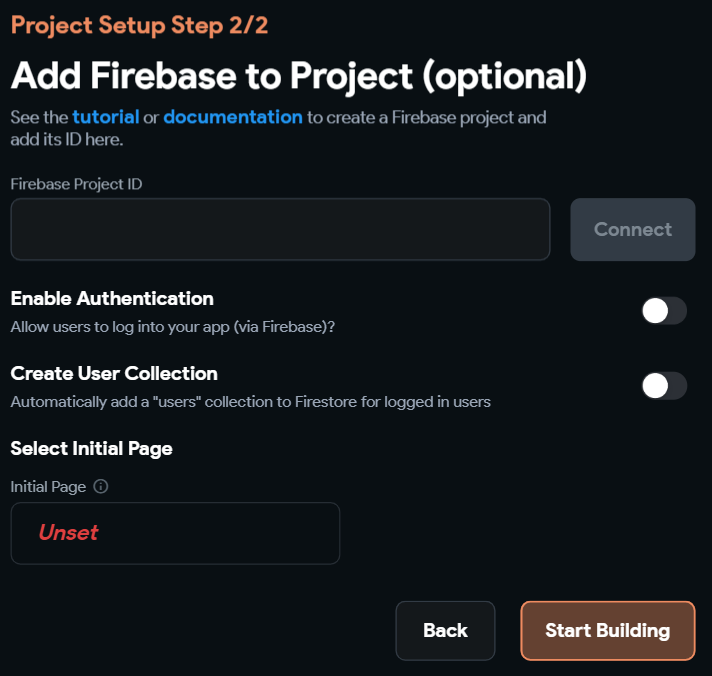 Project Setup Step 2/2
Add Firebase to Project (optional)
See the tutorial or documentation to create a Firebase project and
add its ID here.
Firebase Project ID
Connect
Enable Authentication
Allow users to log into your app (via Firebase)?
Create User Collection
Automatically add a "users" collection to Firestore for logged in users
Select Initial Page
Initial Page
Unset
Back
Start Building